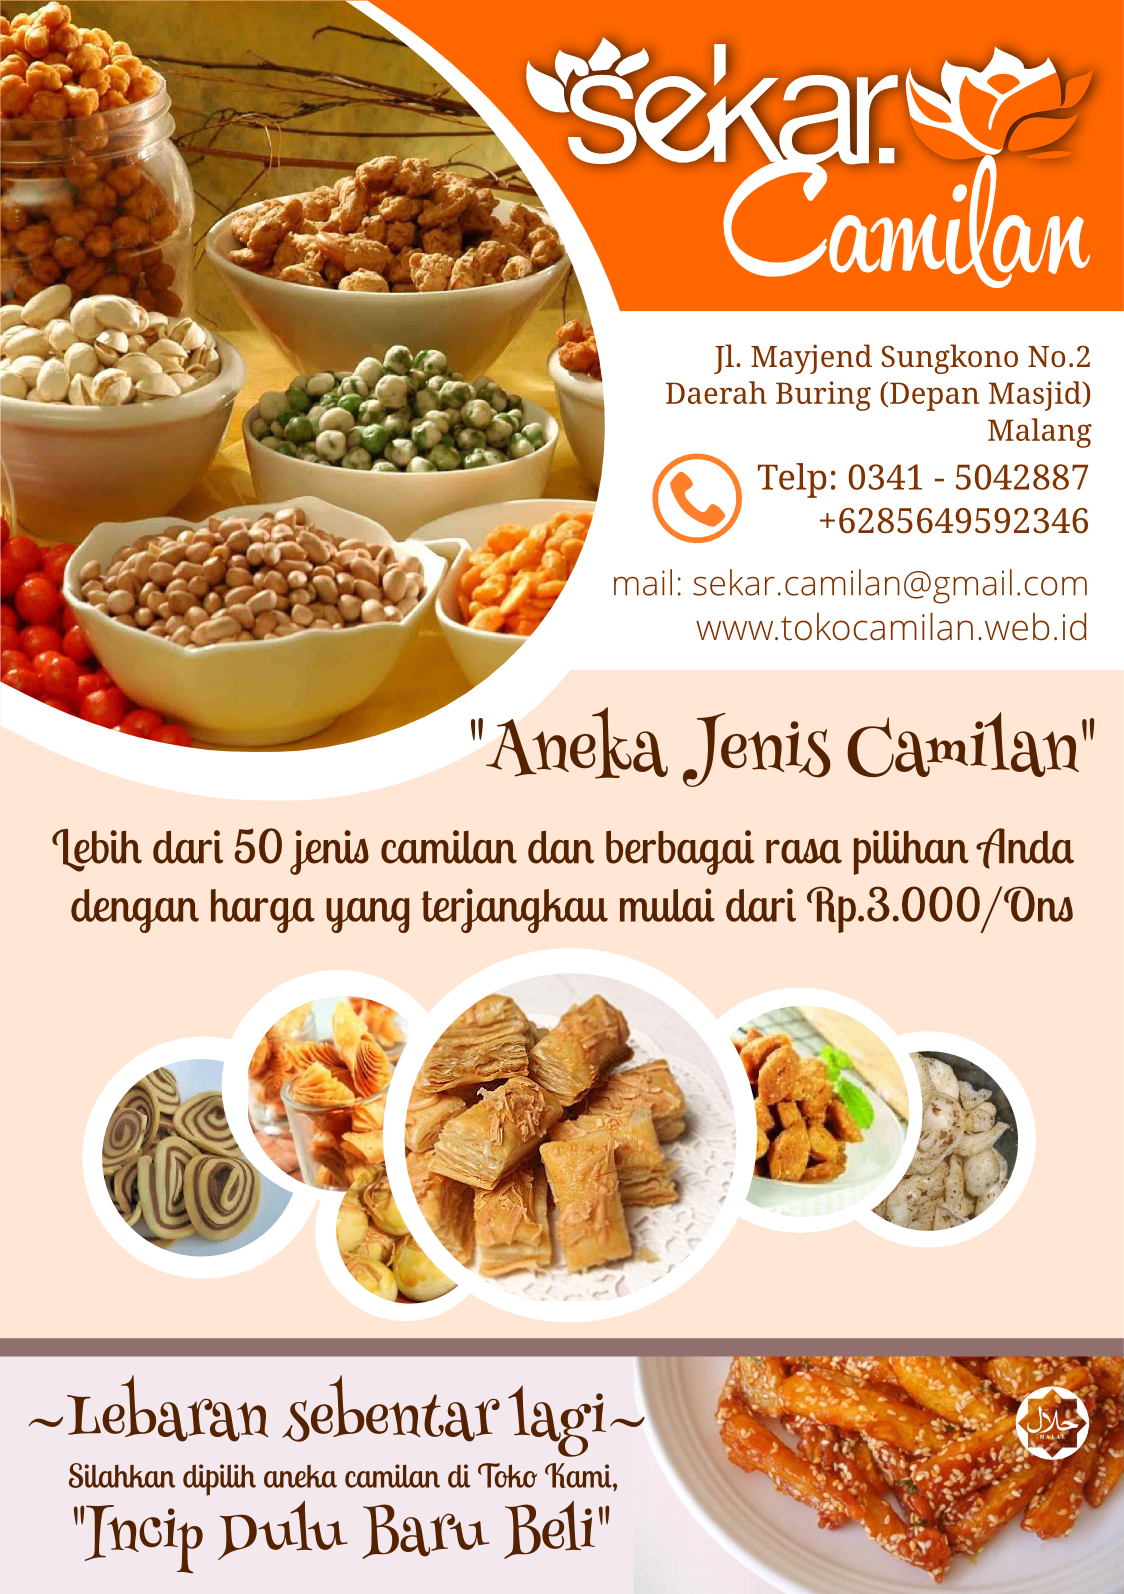 sekar.
Camilan
Jl. Mayjend Sungkono No.2
Daerah Buring (Depan Masjid)
Malang
Telp: 0341 - 5042887
+6285649592346
mail: sekar.camilan@gmail.com
www.tokocamilan.web.id
"Aneka Jenis Camilan"
Lebih dari 50 jenis camilan dan berbagai rasa pilihan Anda
dengan harga yang terjangkau mulai dari Rp.3.000/Ons
~Lebaran sebentar lagi~
Silahkan dipilih aneka camilan di Toko Kami,
"Incip Dulu Baru Beli"
حلال
HALAL